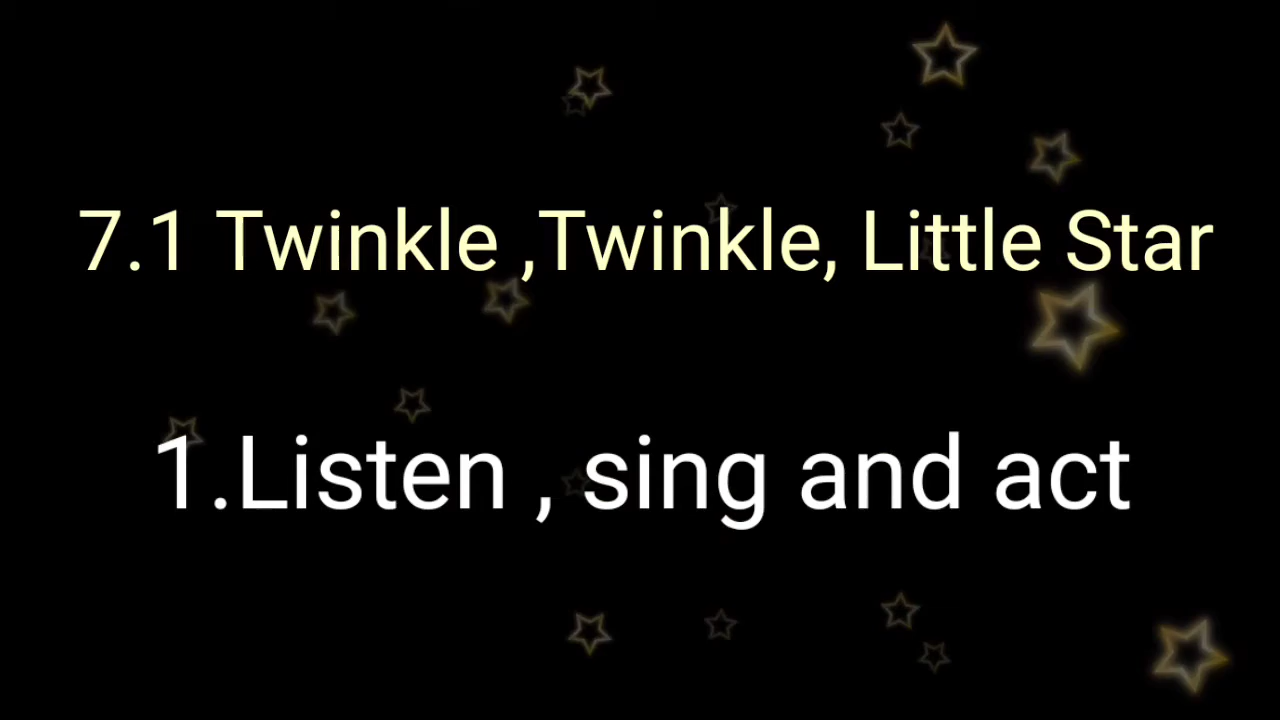 7.1 Twinkle ,Twinkle, Little Star
1.Listen , sing and act